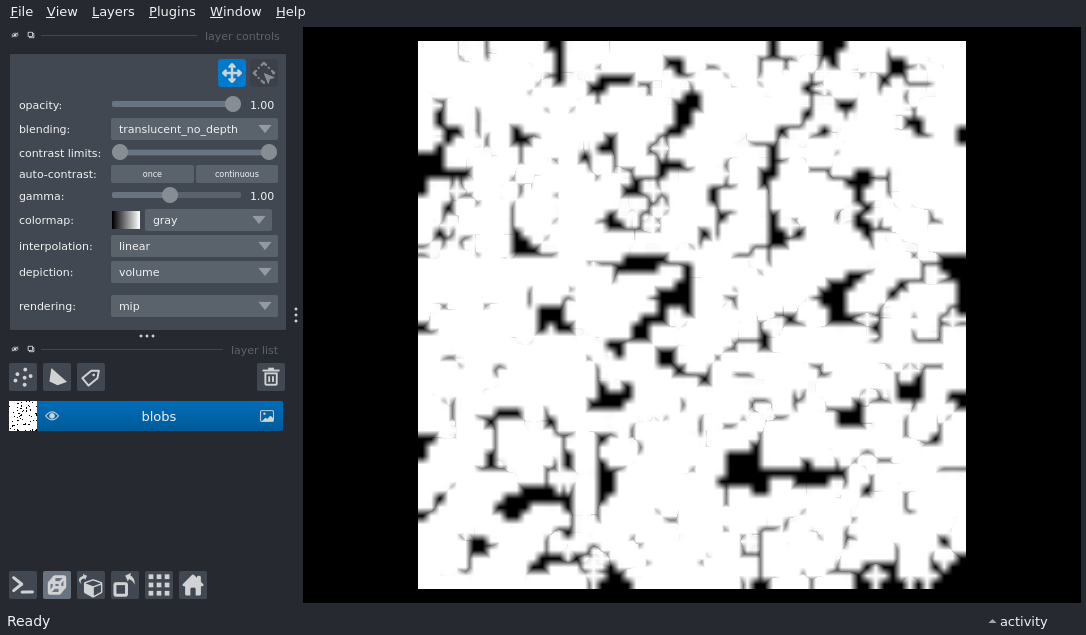 File View Layers Plugins Window Help
layer controls
opacity: 1.00
blending: translucent_no_depth
contrast limits:
auto-contrast: once continuous
gamma: 1.00
colormap: gray
interpolation: linear
depiction: volume
rendering: mip
layer list
blobs
Ready
activity